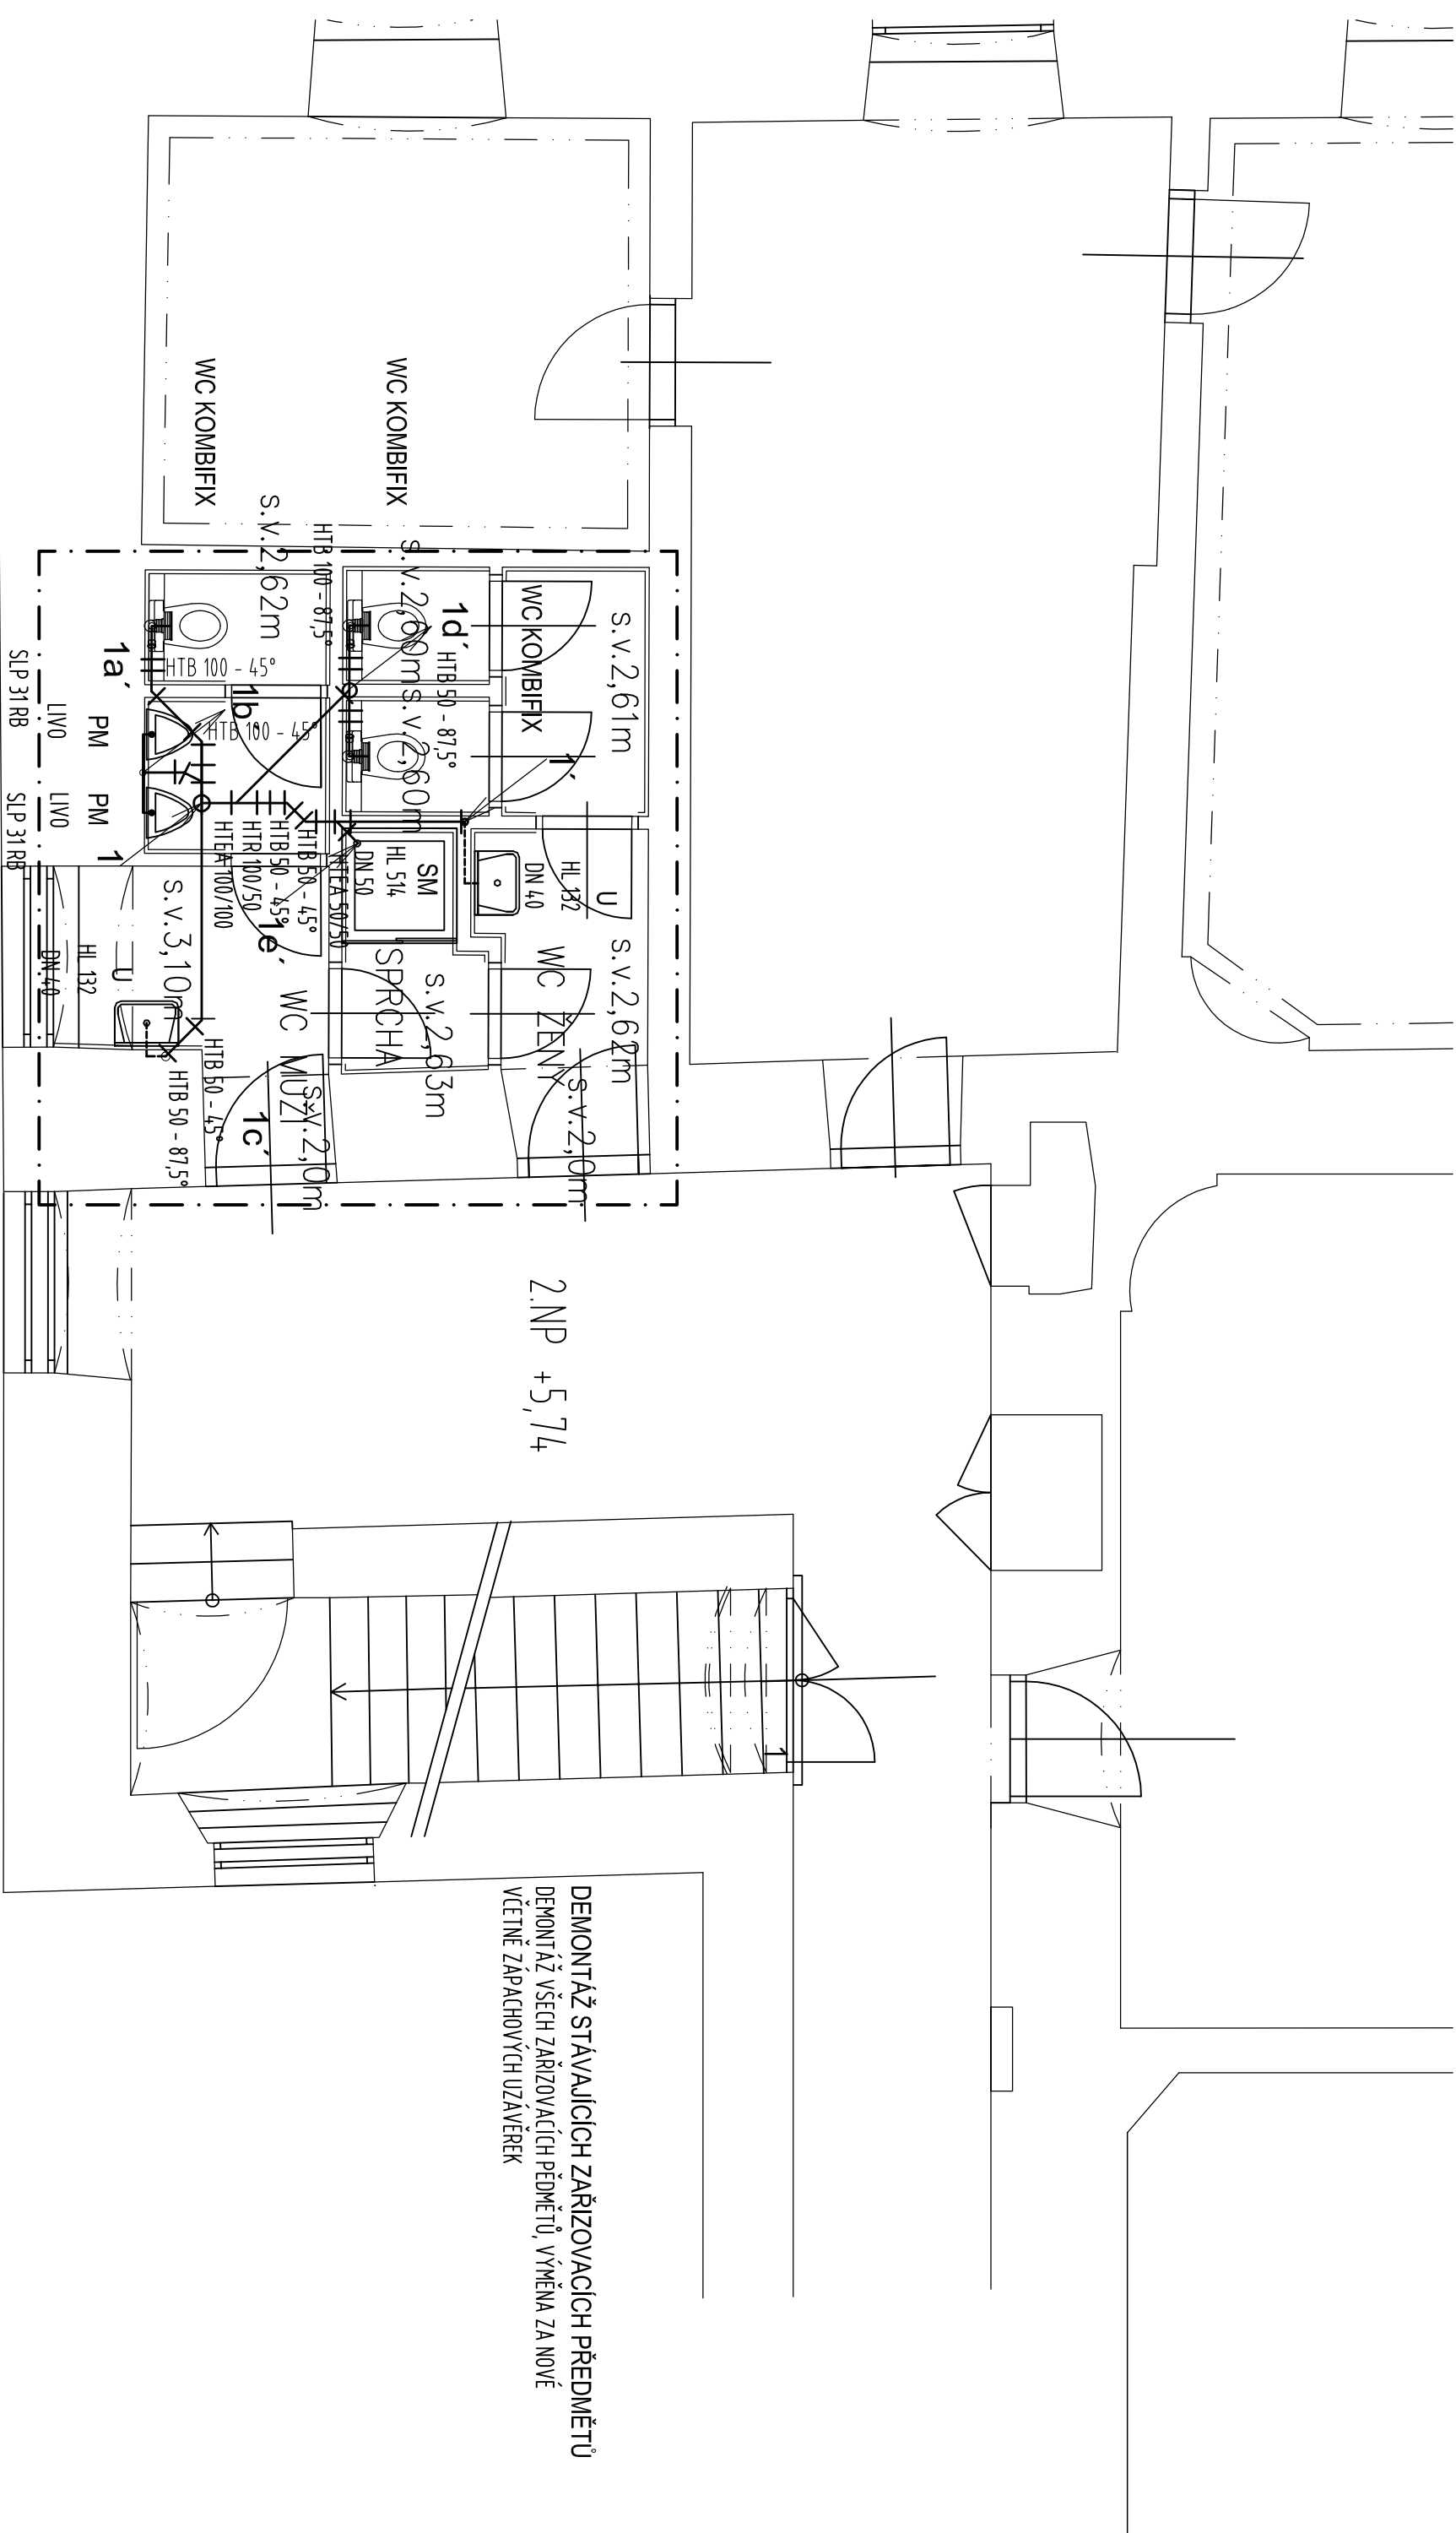 WC KOMBIFIX
WC KOMBIFIX
WC KOMBIFIX
s.v.2,61m
s.v.2,60m
s.v.2,60m
s.v.2,62m
HTB 100 - 87,5°
1d´
HTB 50 - 87,5°
1´
HTB 100 - 45°
1a´
1b´
HTB 100 - 45°
SLP 31RB
LIVO
PM
SLP 31RB
LIVO
PM
1
HTEA 100/100
HTR 100/50
HTB 50 - 45°
HTB 50 - 45°
HTEA 50/50
1e´
DN 50
HL 514
SM
DN 40
HL 132
U
s.v.2,62m
WC ŽENY
s.v.2,63m
SPRCHA
WC MUŽI
s.v.3,10m
U
HL 132
DN 40
HTB 50 - 45°
HTB 50 - 87,5°
1c´
s.v.2,0m
s.v.2,0m
2.NP +5,74
1
DEMONTÁŽ STÁVAJÍCÍCH ZAŘIZOVACÍCH PŘEDMĚTŮ
DEMONTÁŽ VŠECH ZAŘIZOVACÍCH PĚDMĚTŮ, VÝMĚNA ZA NOVÉ
VČETNĚ ZÁPACHOVÝCH UZÁVĚREK